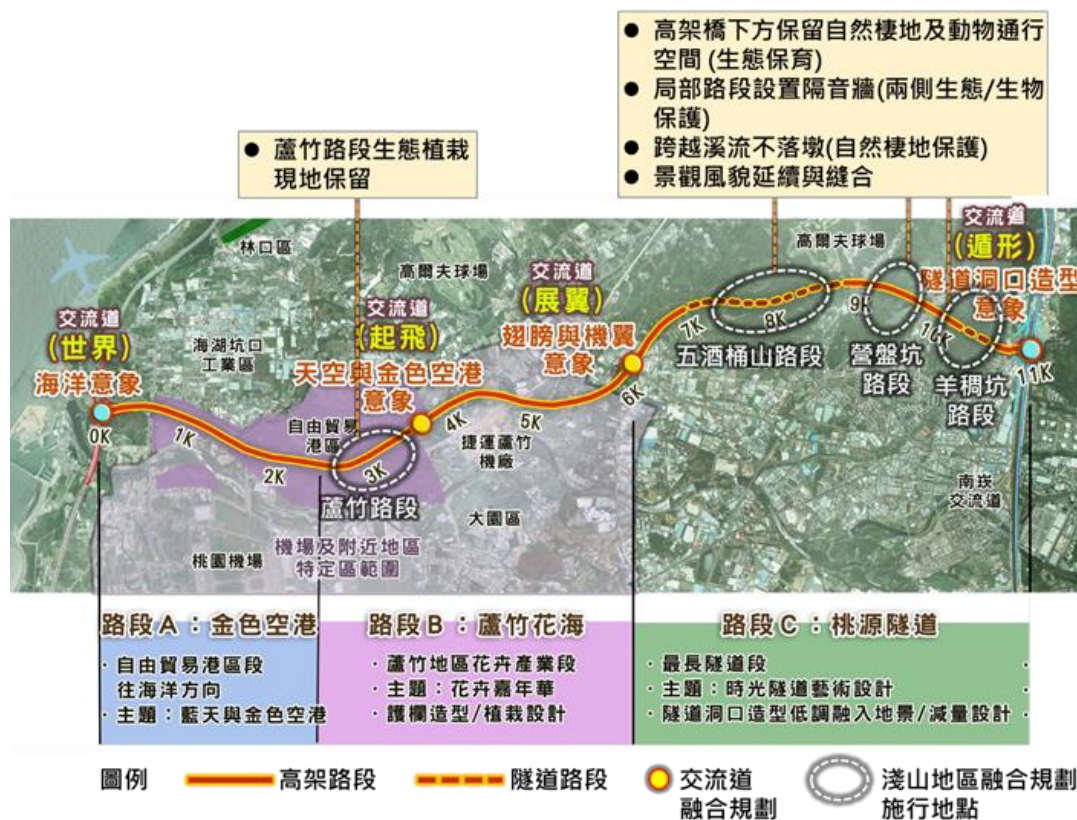 ● 高架橋下方保留自然棲地及動物通行
空間 (生態保育)
● 局部路段設置隔音牆(兩側生態/生物
保護)
● 跨越溪流不落墩(自然棲地保護)
● 景觀風貌延續與縫合
● 蘆竹路段生態植栽
現地保留
林口區
高爾夫球場
高爾夫球場
交流道
(世界)
海洋意象
海湖坑口
工業區
交流道
(起飛)
天空與金色空港
意象
交流道
(展翼)
翅膀與機翼
意象
交流道
(遁形)
隧道洞口造型
意象
0K
1K
2K
3K
4K
5K
6K
7K
8K
9
10K
11K
自由貿易
港區
蘆竹路段
捷運蘆竹
機廠
大園區
五酒桶山路段
營盤坑
路段
羊稠坑
路段
南崁
交流道
桃園機場
機場及附近地區
特定區範圍
路段A：金色空港
· 自由貿易港區段
往海洋方向
· 主題：藍天與金色空港
路段B：蘆竹花海
· 蘆竹地區花卉產業段
· 主題：花卉嘉年華
· 護欄造型/植栽設計
路段C：桃源隧道
· 最長隧道段
· 主題：時光隧道藝術設計
· 隧道洞口造型低調融入地景/減量設計
圖例
高架路段
隧道路段
交流道
融合規劃
淺山地區融合規劃
施行地點